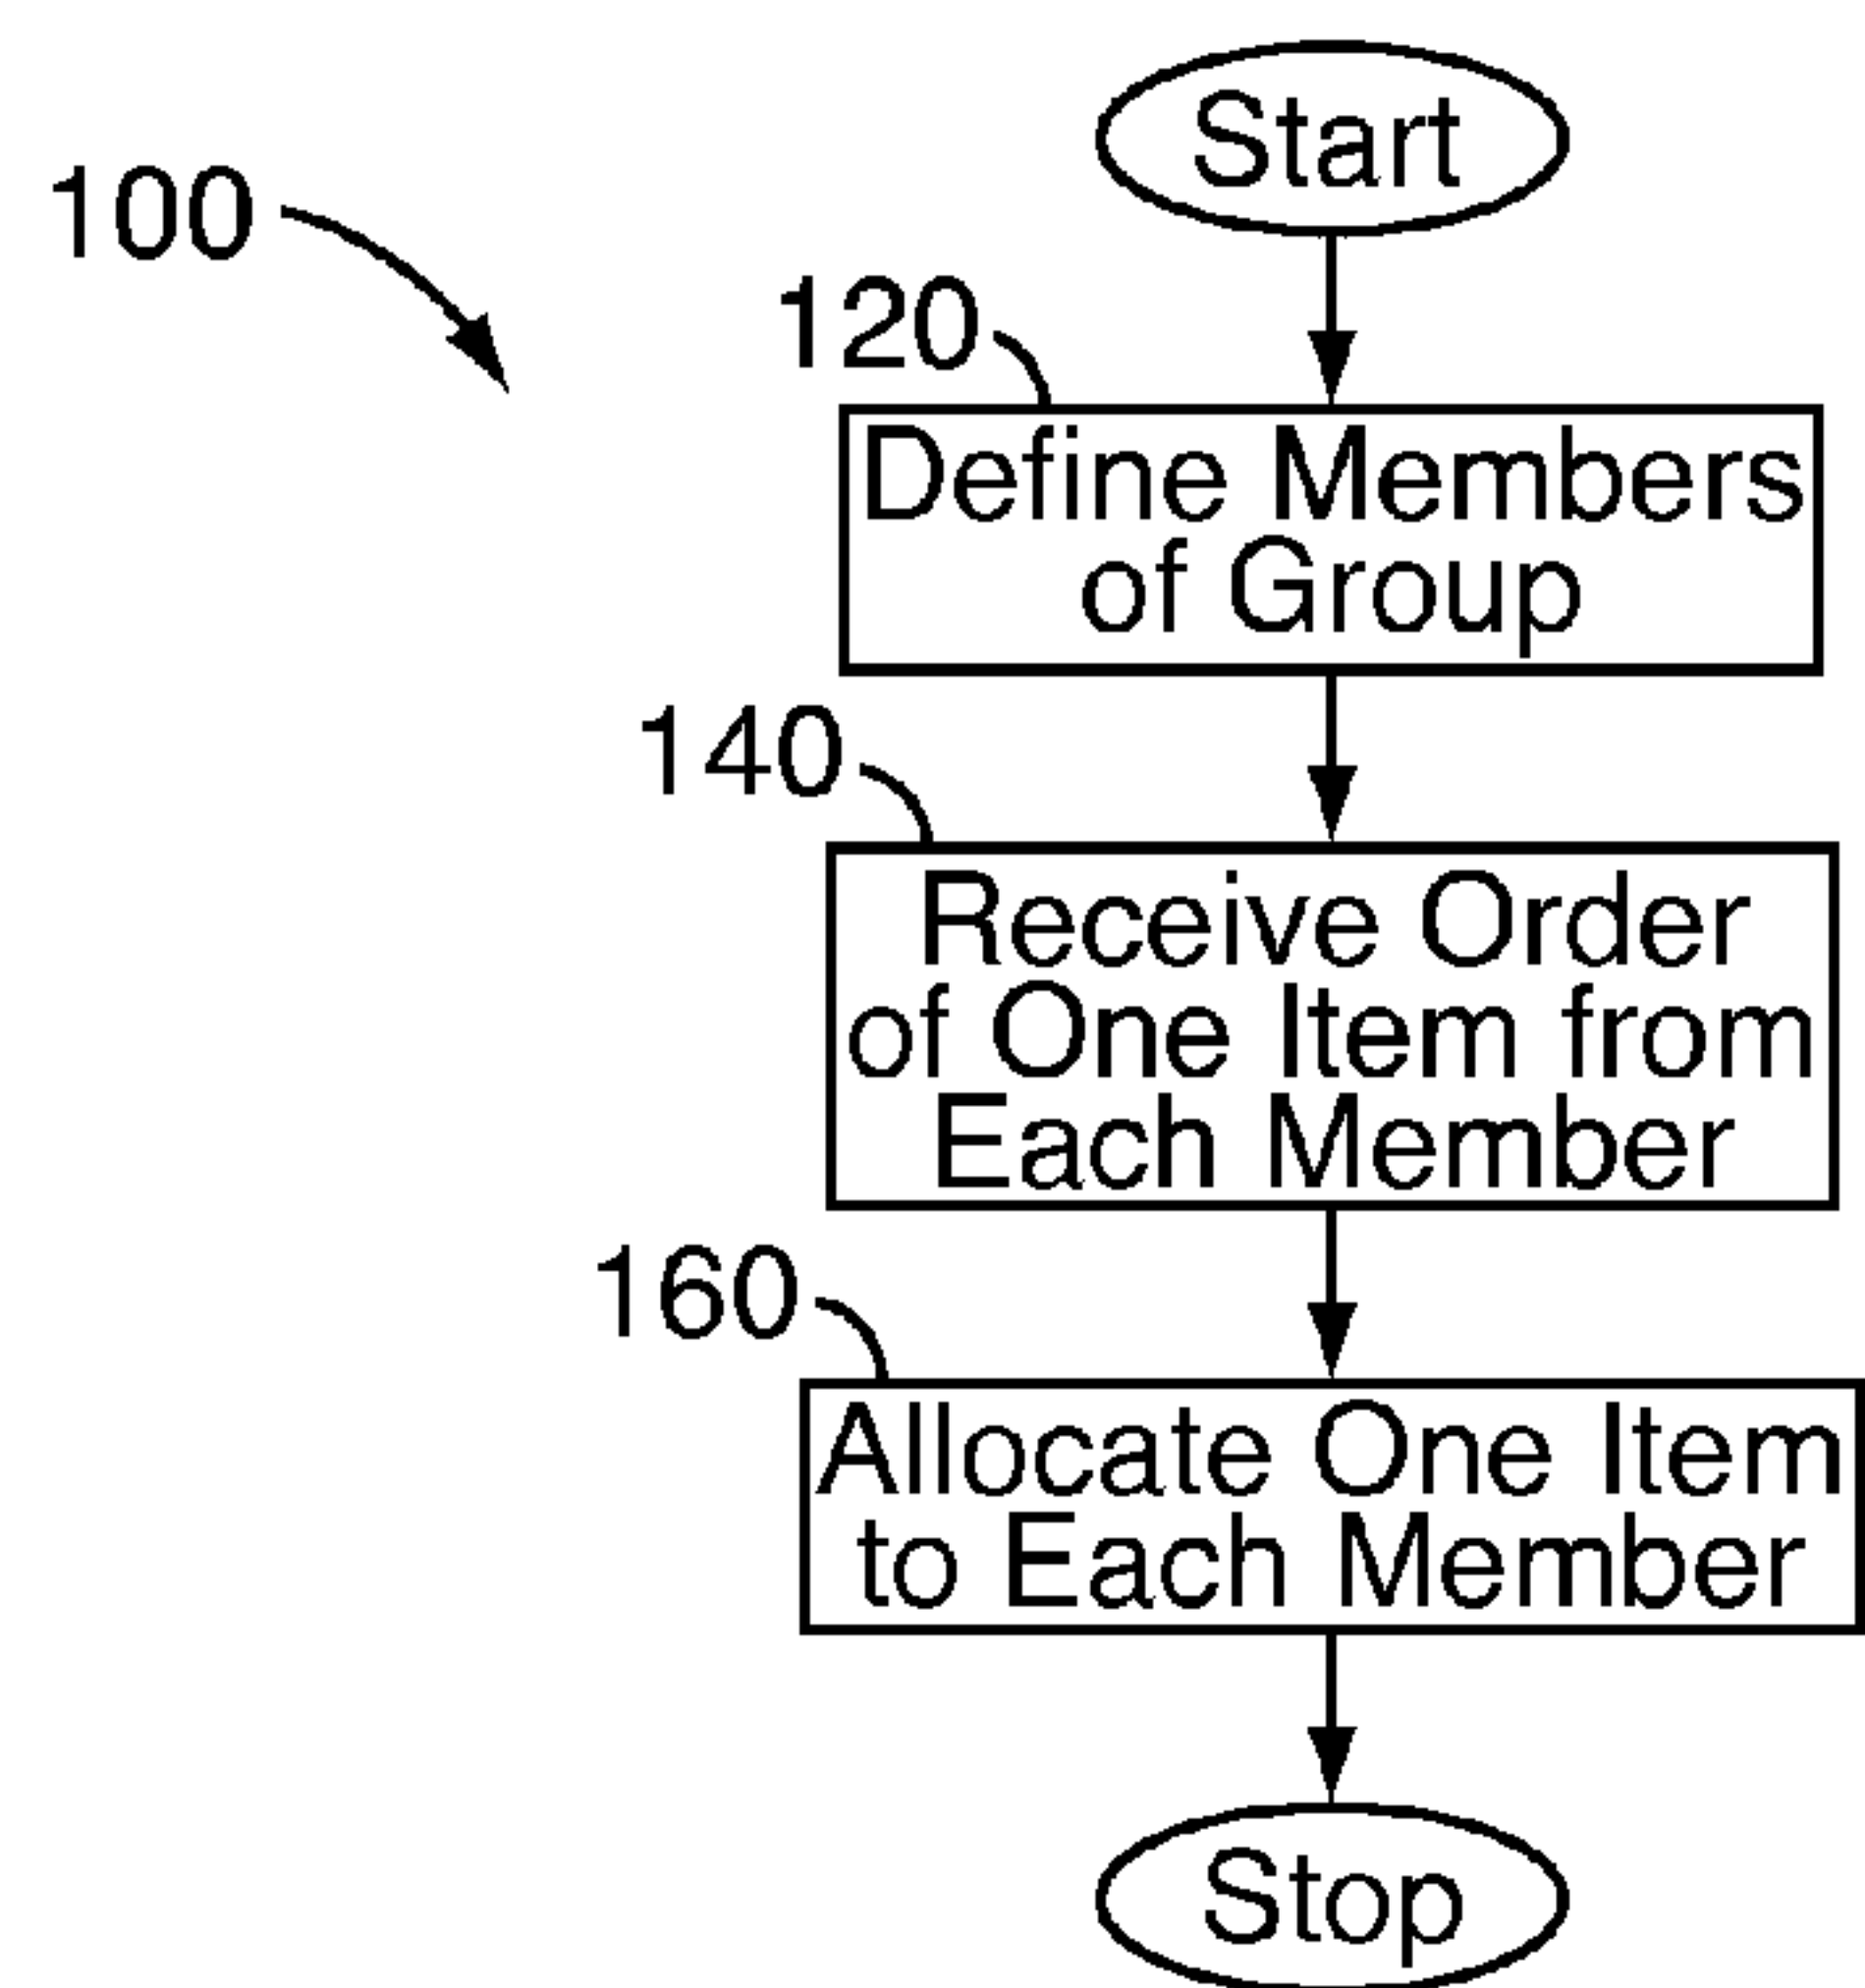 Start
100
120
Define Members
of Group
140
Receive Order
of One Item from
Each Member
160
Allocate One Item
to Each Member
Stop